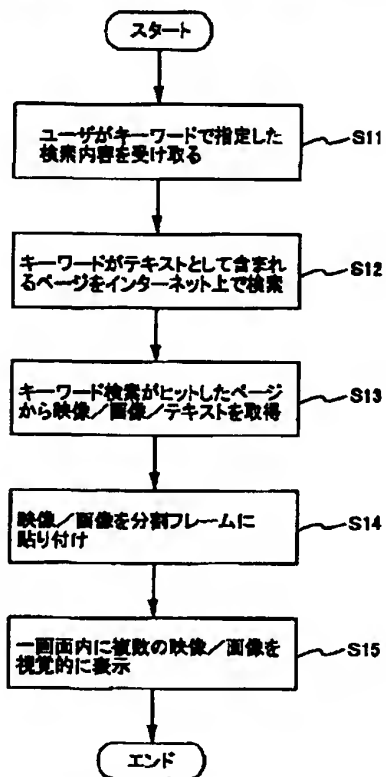 スタート
ユーザがキーワードで指定した
検索内容を受け取る
S11
キーワードがテキストとして含まれ
るページをインターネット上で検索
S12
キーワード検索がヒットしたページ
から映像／画像／テキストを取得
S13
映像／画像を分割フレームに
貼り付け
S14
一画面内に複数の映像／画像を
視覚的に表示
S15
エンド